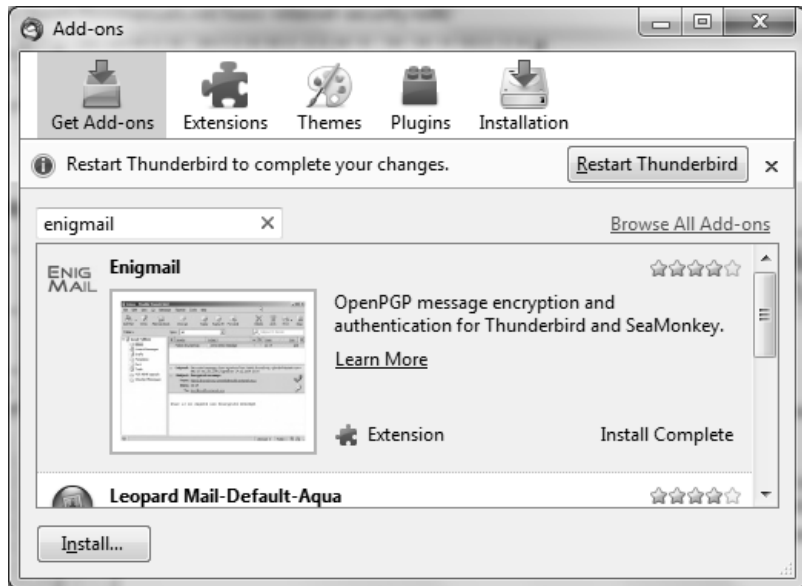 Add-ons
Get Add-ons Extensions Themes Plugins Installation
Restart Thunderbird to complete your changes. Restart Thunderbird
enigmail Browse All Add-ons
ENIG
MAIL
Enigmail
OpenPGP message encryption and
authentication for Thunderbird and SeaMonkey.
Learn More
Extension Install Complete
Leopard Mail-Default-Aqua
Install...